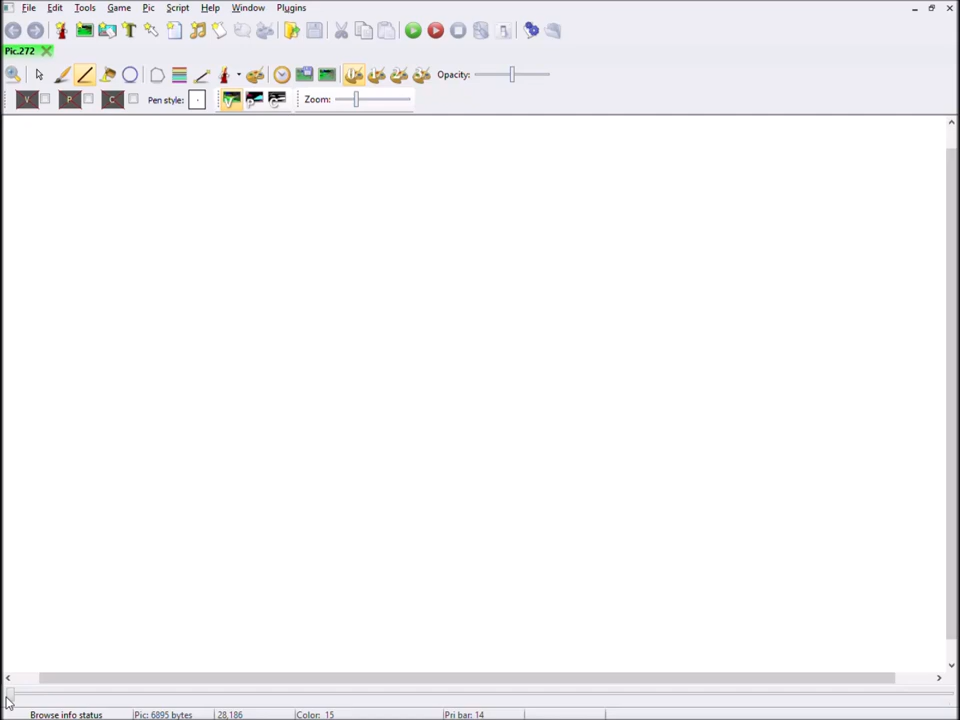 File Edit Tools Game Pic Script Help Window Plugins
Pic.272
Opacity:
V P C Pen style: V P C Zoom:
Browse info status Pic: 6895 bytes 28,186 Color: 15 Pri bar: 14